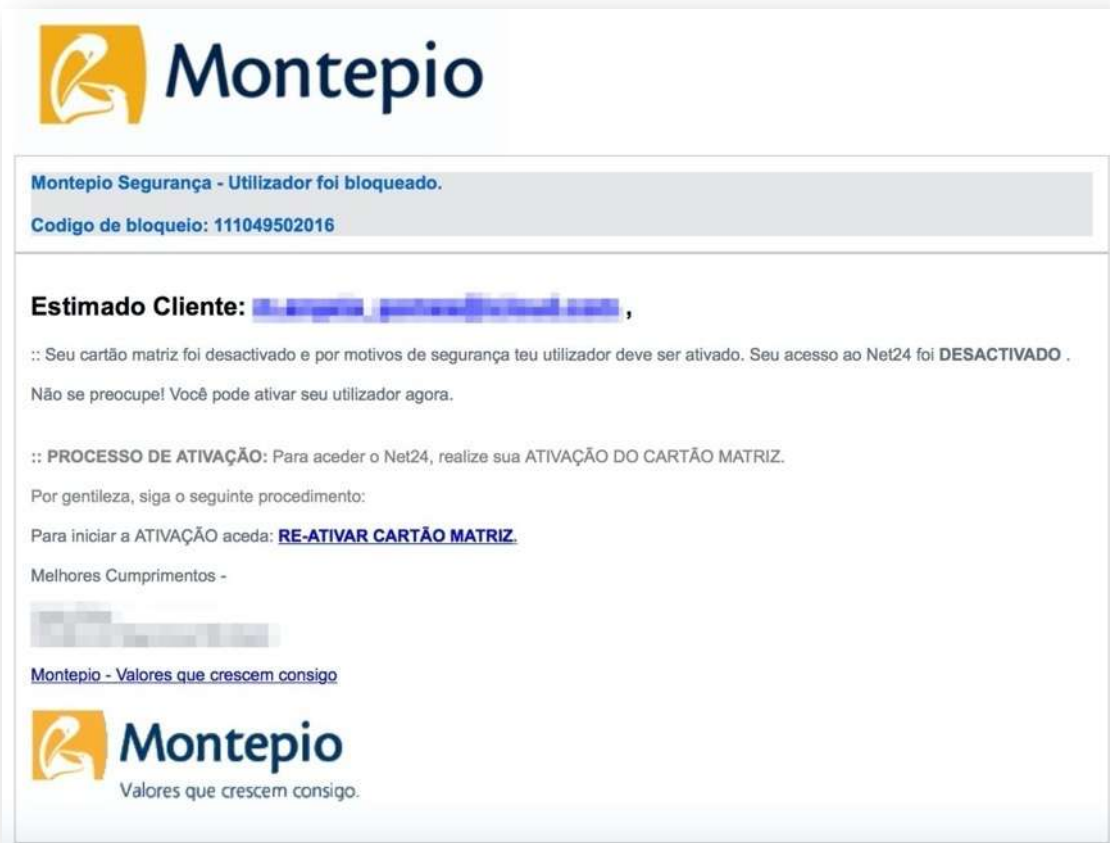 Montepio
Montepio Segurança - Utilizador foi bloqueado.
Codigo de bloqueio: 111049502016
Estimado Cliente: ,
:: Seu cartão matriz foi desactivado e por motivos de segurança teu utilizador deve ser ativado. Seu acesso ao Net24 foi DESACTIVADO .
Não se preocupe! Você pode ativar seu utilizador agora.
:: PROCESSO DE ATIVAÇÃO: Para aceder o Net24, realize sua ATIVAÇÃO DO CARTÃO MATRIZ.
Por gentileza, siga o seguinte procedimento:
Para iniciar a ATIVAÇÃO aceda: RE-ATIVAR CARTÃO MATRIZ.
Melhores Cumprimentos -
Montepio - Valores que crescem consigo
Montepio
Valores que crescem consigo.